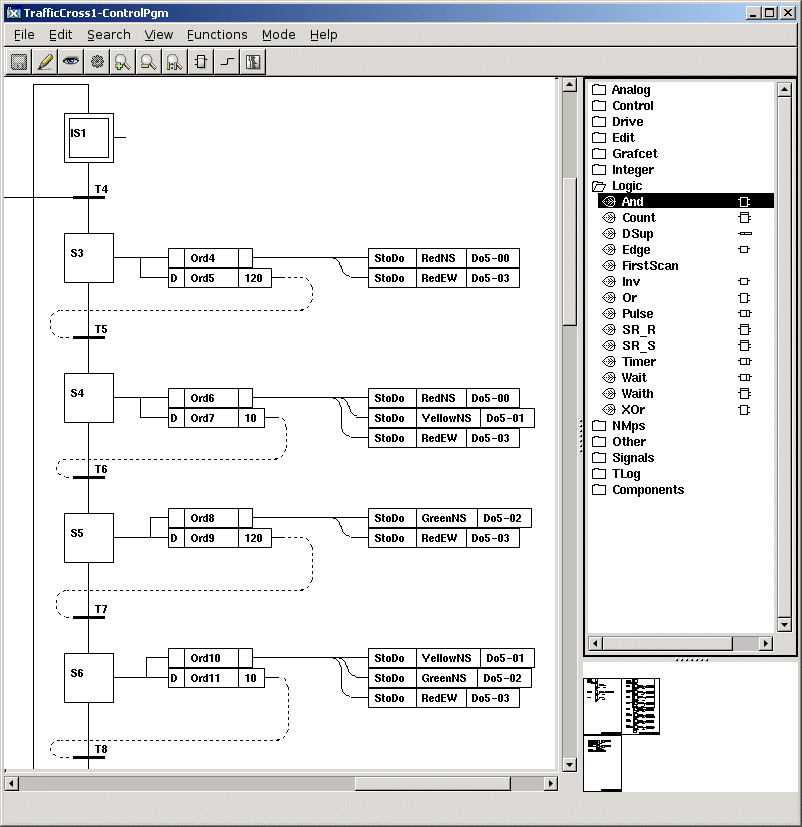 TrafficCross1-ControlPgm
File Edit Search View Functions Mode Help
IS1
T4
S3
Ord4
D Ord5 120
StoDo RedNS Do5-00
StoDo RedEW Do5-03
T5
S4
Ord6
D Ord7 10
StoDo RedNS Do5-00
StoDo YellowNS Do5-01
StoDo RedEW Do5-03
T6
S5
Ord8
D Ord9 120
StoDo GreenNS Do5-02
StoDo RedEW Do5-03
T7
S6
Ord10
D Ord11 10
StoDo YellowNS Do5-01
StoDo GreenNS Do5-02
StoDo RedEW Do5-03
T8
Analog
Control
Drive
Edit
Grafcet
Integer
Logic
And
Count
DSup
Edge
FirstScan
Inv
Or
Pulse
SR_R
SR_S
Timer
Wait
Waith
XOr
NMps
Other
Signals
TLog
Components